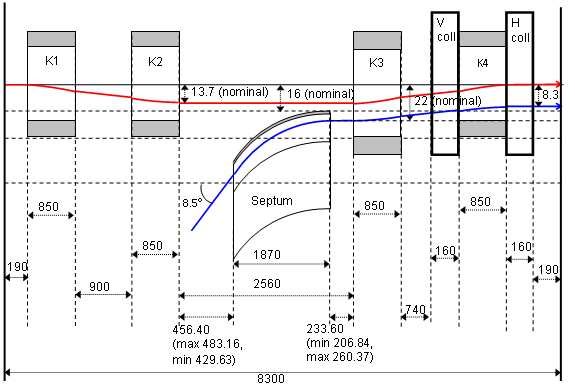 V
coll
H
coll
K1
K2
K3
K4
13.7 (nominal)
16 (nominal)
22 (nominal)
8.3
8.5°
Septum
850
850
850
850
1870
190
900
2560
740
160
160
190
456.40
(max 483.16,
min 429.63)
233.60
(min 206.84,
max 260.37)
8300